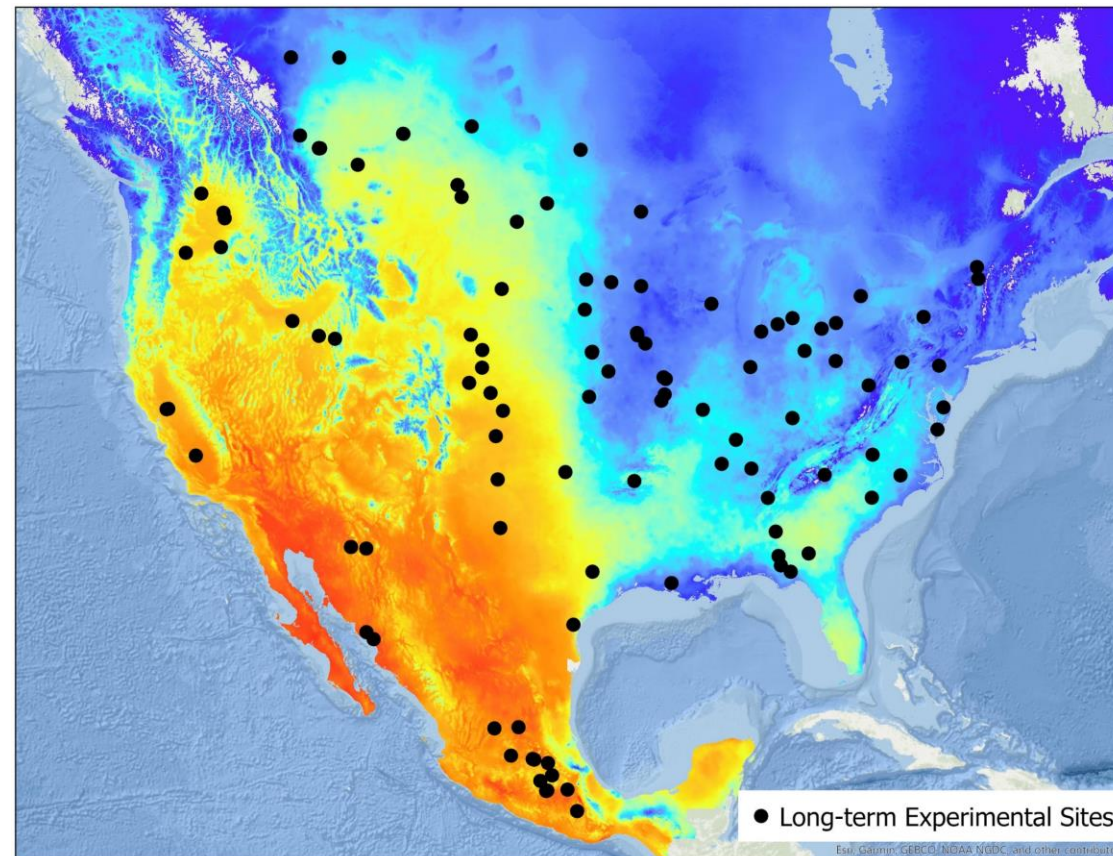 ● Long-term Experimental Sites
Esri, Garmin, GEBCO, NOAA NGDC, and other contributors